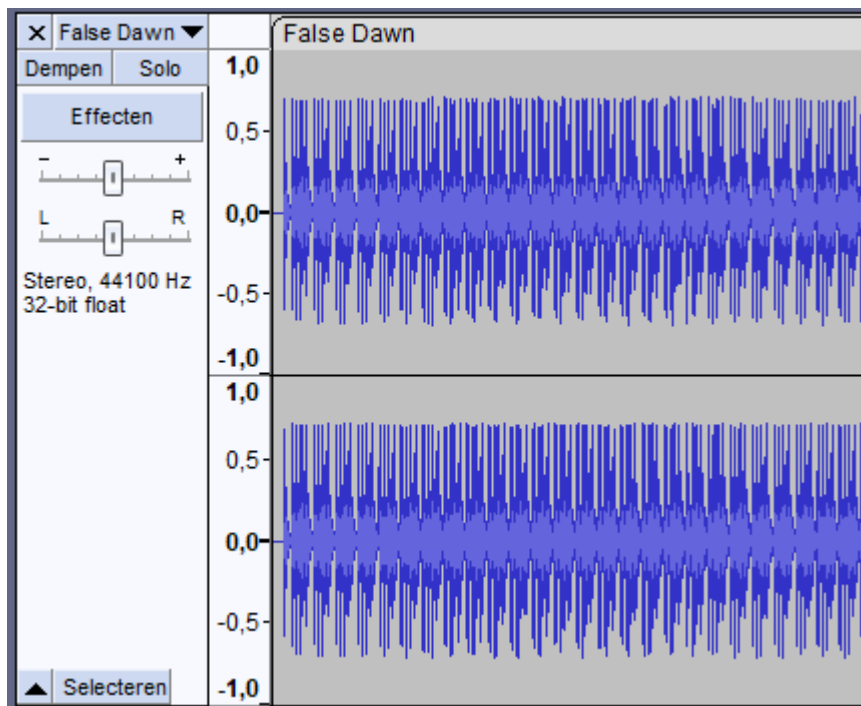 False Dawn
False Dawn
Dempen Solo
Effecten
- +
L R
Stereo, 44100 Hz
32-bit float
Selecteren
1,0
0,5
0,0
-0,5
-1,0
1,0
0,5
0,0
-0,5
-1,0